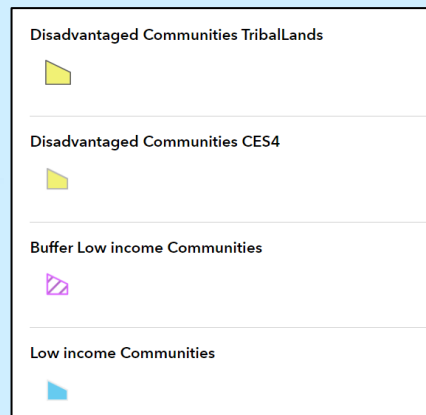 Disadvantaged Communities TribalLands
Disadvantaged Communities CES4
Buffer Low income Communities
Low income Communities